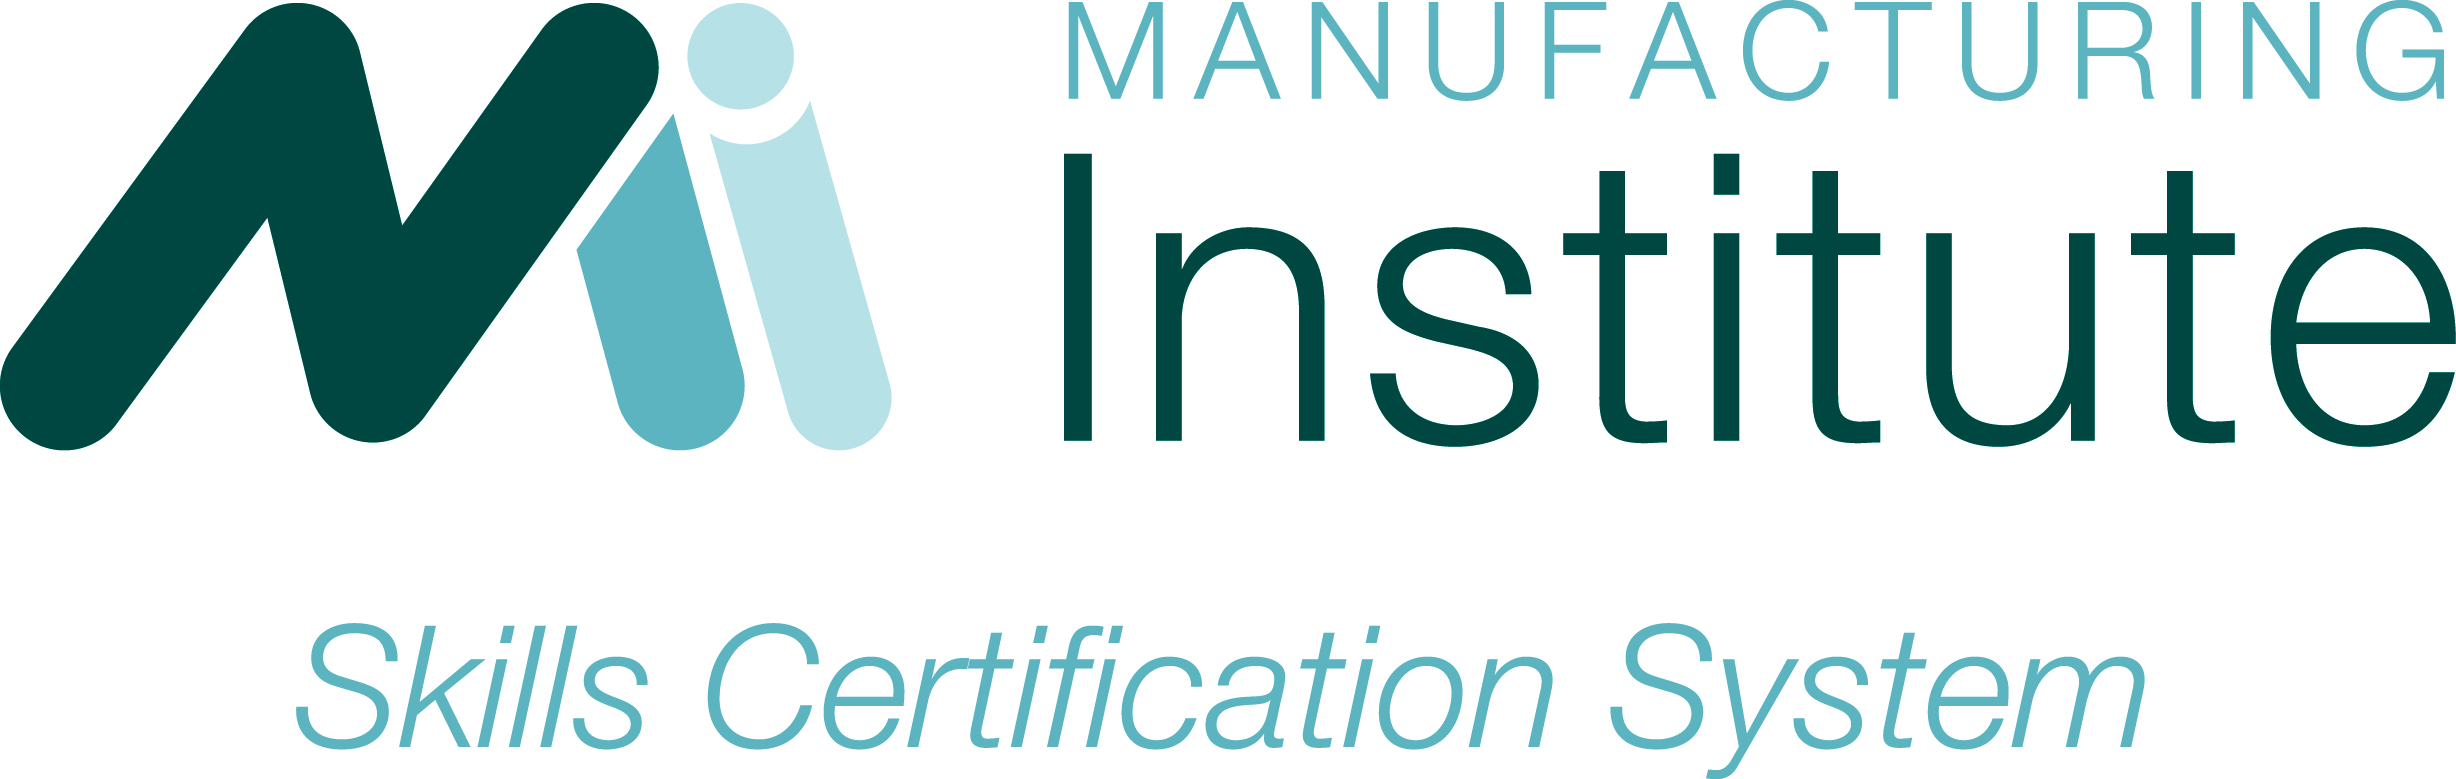 MANUFACTURING
Institute
Skills Certification System